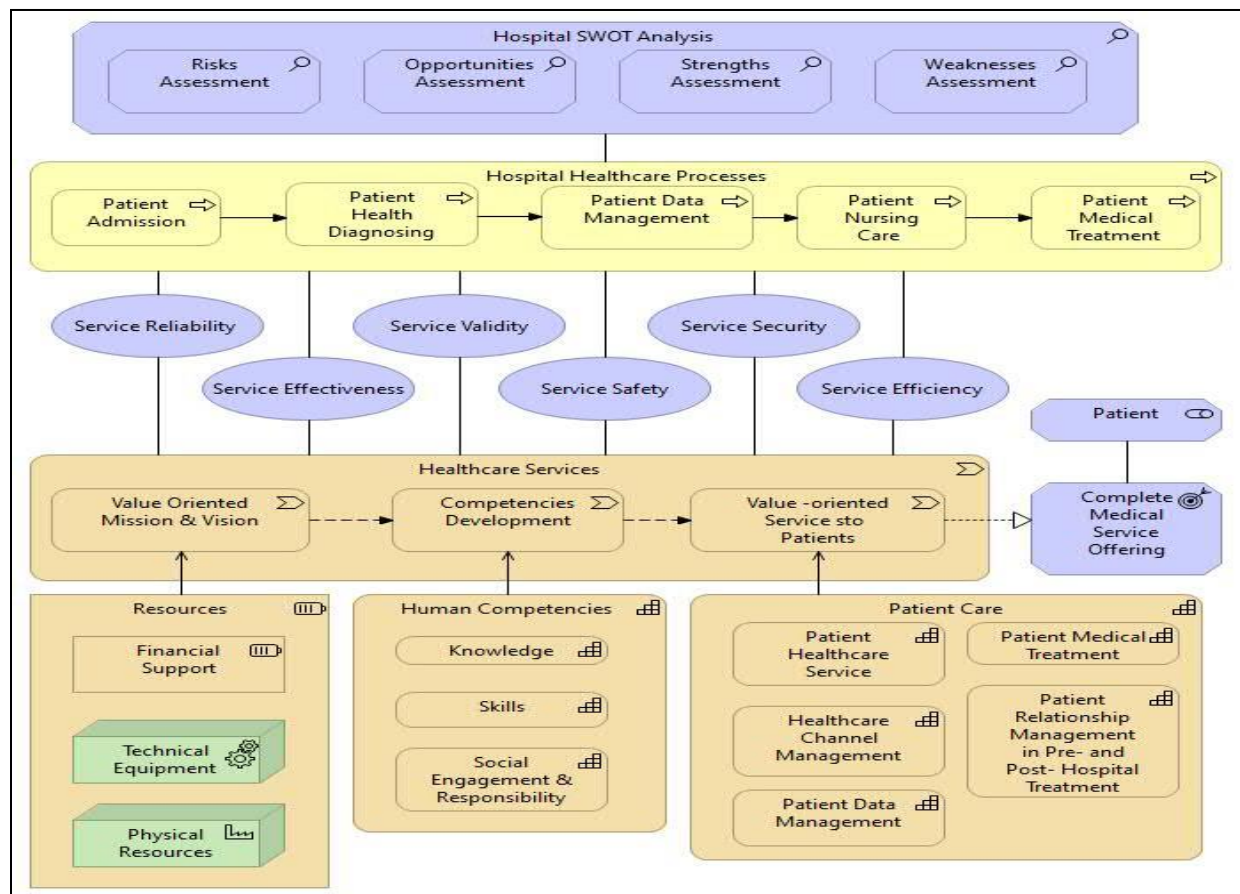 Hospital SWOT Analysis
Risks
Assessment
Opportunities
Assessment
Strengths
Assessment
Weaknesses
Assessment
Hospital Healthcare Processes
Patient
Admission
Patient
Health
Diagnosing
Patient Data
Management
Patient
Nursing
Care
Patient
Medical
Treatment
Service Reliability
Service Validity
Service Security
Service Effectiveness
Service Safety
Service Efficiency
Patient
Healthcare Services
Value Oriented
Mission & Vision
Competencies
Development
Value -oriented
Service sto
Patients
Complete
Medical
Service
Offering
Resources
Financial
Support
Technical
Equipment
Physical
Resources
Human Competencies
Knowledge
Skills
Social
Engagement &
Responsibility
Patient Care
Patient
Healthcare
Service
Patient Medical
Treatment
Healthcare
Channel
Management
Patient
Relationship
Management
in Pre- and
Post- Hospital
Treatment
Patient Data
Management